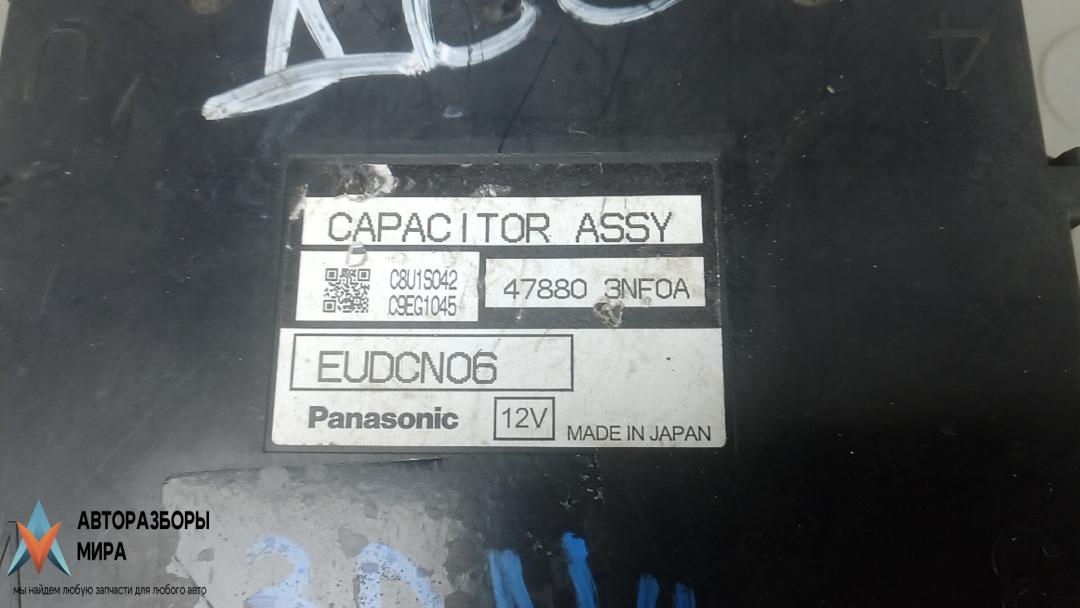 CAPACITOR ASSY
C8U1S042
C9EG1045
47880 3NF0A
EUDCN06
Panasonic 12V MADE IN JAPAN
АВТОРАЗБОРЫ
МИРА
мы найдем любую запчасти для любого авто